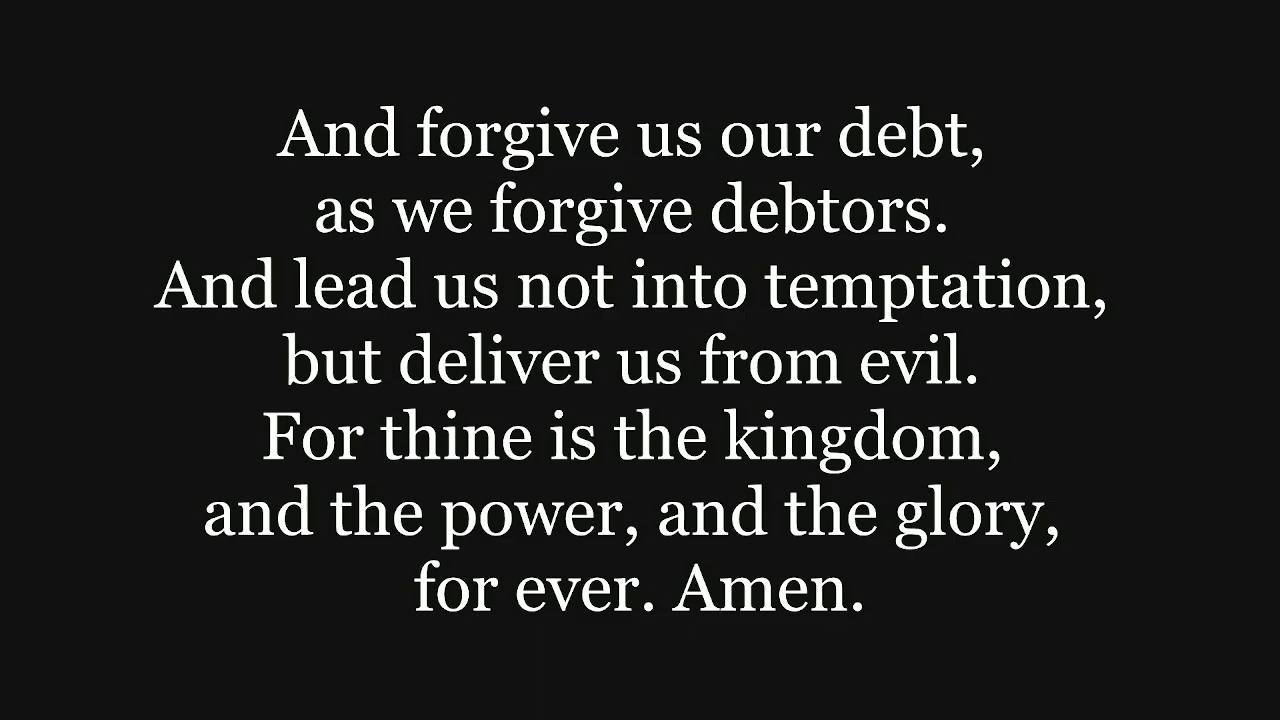 And forgive us our debt,
as we forgive debtors.
And lead us not into temptation,
but deliver us from evil.
For thine is the kingdom,
and the power, and the glory,
for ever. Amen.